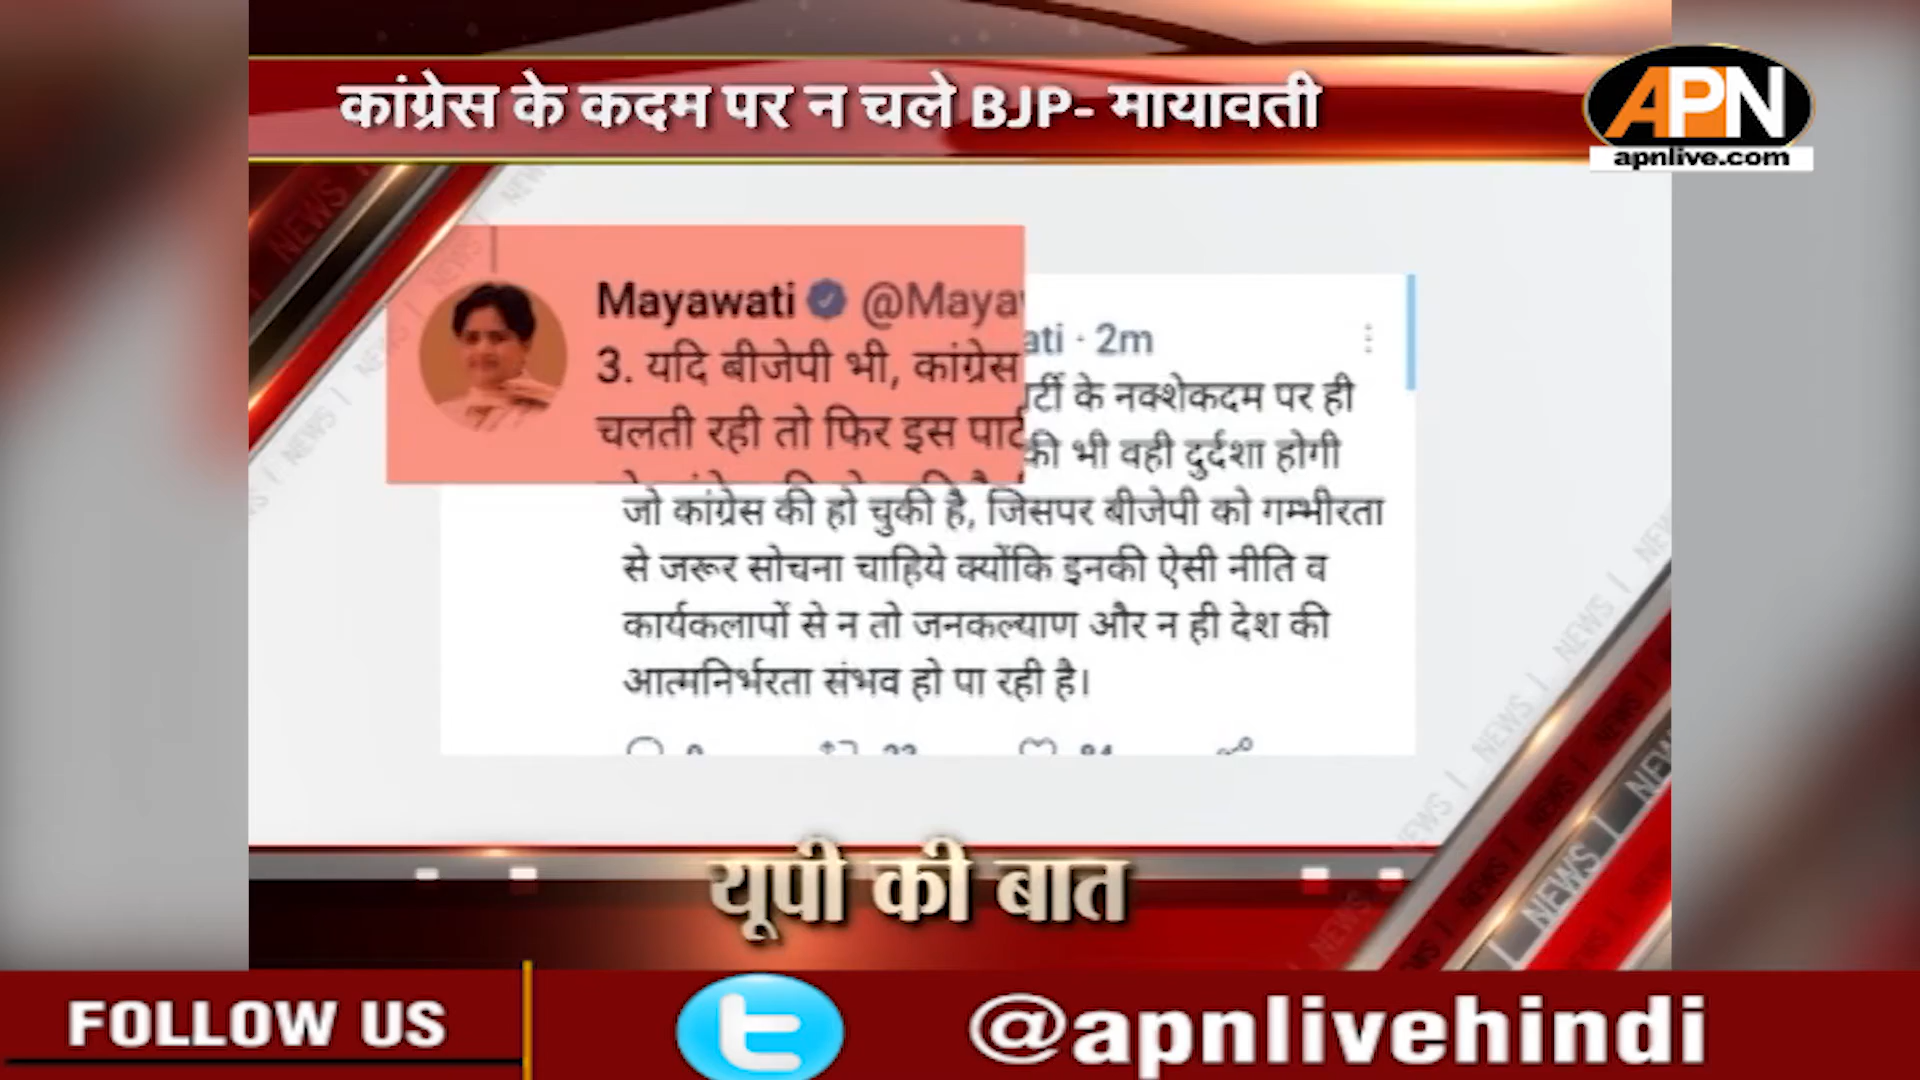 कांग्रेस के कदम पर न चले BJP- मायावती
APN
apnlive.com
Mayawati @Maya
ati · 2m
3. यदि बीजेपी भी, कांग्रेस
र्टी के नक्शेकदम पर ही
चलती रही तो फिर इस पार्ट
की भी वही दुर्दशा होगी
जो कांग्रेस की हो चुकी है, जिसपर बीजेपी को गम्भीरता
से जरूर सोचना चाहिये क्योंकि इनकी ऐसी नीति व
कार्यकलापों से न तो जनकल्याण और न ही देश की
आत्मनिर्भरता संभव हो पा रही है।
यूपी की बात
NEWS
FOLLOW US
@apnlivehindi